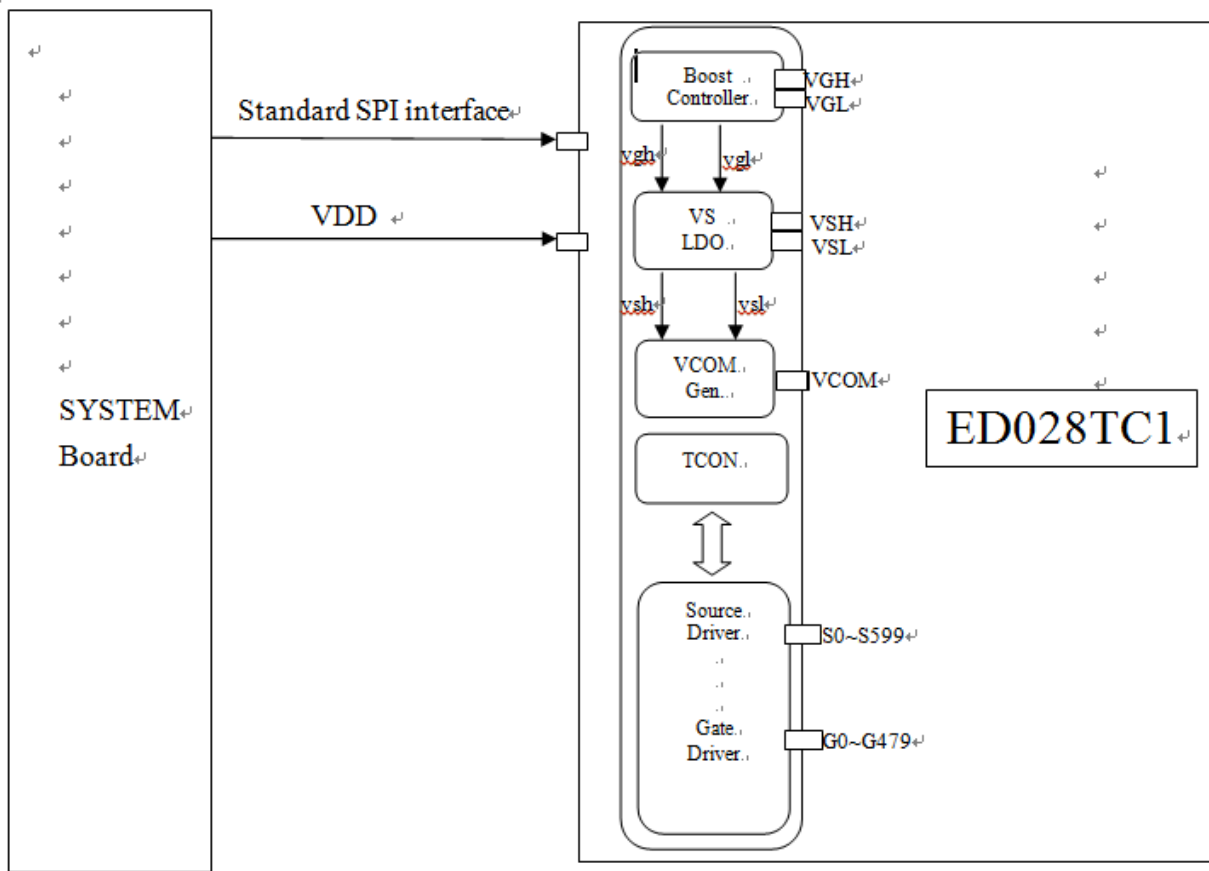 Standard SPI interface
VDD
SYSTEM
Board
Boost
Controller
VGH
VGL
vgh
vgl
VS
LDO
VSH
VSL
vsh
vsl
VCOM
Gen.
VCOM
TCON
Source
Driver
S0~S599
Gate
Driver
G0~G479
ED028TC1